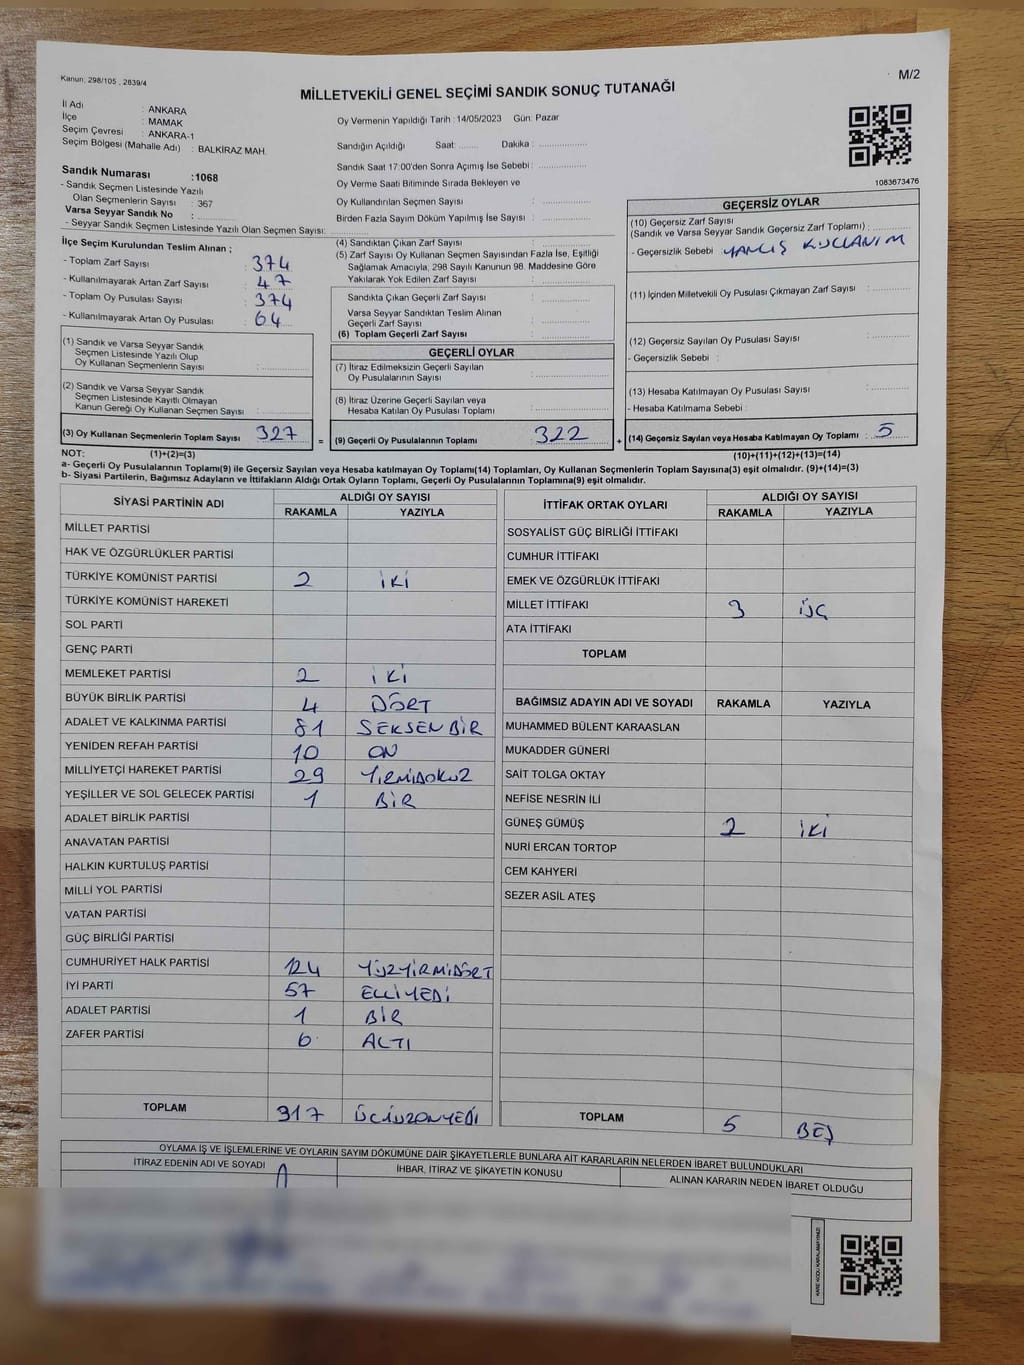 Kanun, 298/105 , 2839/4
M/2
MİLLETVEKİLİ GENEL SEÇİMİ SANDIK SONUÇ TUTANAĞI
İl Adı : ANKARA
İlçe : MAMAK
Seçim Çevresi : ANKARA-1
Seçim Bölgesi (Mahalle Adı) : BALKİRAZ MAH.
Sandık Numarası :1068
- Sandık Seçmen Listesinde Yazılı
Olan Seçmenlerin Sayısı : 367
Varsa Seyyar Sandık No :
- Seyyar Sandık Seçmen Listesinde Yazılı Olan Seçmen Sayısı:
Oy Vermenin Yapıldığı Tarih :14/05/2023 Gün: Pazar
Sandığın Açıldığı Saat: Dakika :
Sandık Saat 17:00'den Sonra Açımış İse Sebebi :
Oy Verme Saati Bitiminde Sırada Bekleyen ve
Oy Kullandırılan Seçmen Sayısı :
Birden Fazla Sayım Döküm Yapılmış İse Sayısı :
1083673476
İlçe Seçim Kurulundan Teslim Alınan ;
- Toplam Zarf Sayısı : 374
- Kullanılmayarak Artan Zarf Sayısı : 47
- Toplam Oy Pusulası Sayısı : 374
- Kullanılmayarak Artan Oy Pusulası : 64
(1) Sandık ve Varsa Seyyar Sandık
Seçmen Listesinde Yazılı Olup
Oy Kullanan Seçmenlerin Sayısı :
(2) Sandık ve Varsa Seyyar Sandık
Seçmen Listesinde Kayıtlı Olmayan
Kanun Gereği Oy Kullanan Seçmen Sayısı :
(3) Oy Kullanan Seçmenlerin Toplam Sayısı : 327 =
(4) Sandıktan Çıkan Zarf Sayısı :
(5) Zarf Sayısı Oy Kullanan Seçmen Sayısından Fazla İse, Eşitliği
Sağlamak Amacıyla, 298 Sayılı Kanunun 98. Maddesine Göre
Yakılarak Yok Edilen Zarf Sayısı :
Sandıkta Çıkan Geçerli Zarf Sayısı :
Varsa Seyyar Sandıktan Teslim Alınan
Geçerli Zarf Sayısı :
(6) Toplam Geçerli Zarf Sayısı :
GEÇERLİ OYLAR
(7) İtiraz Edilmeksizin Geçerli Sayılan
Oy Pusulalarının Sayısı :
(8) İtiraz Üzerine Geçerli Sayılan veya
Hesaba Katılan Oy Pusulası Toplamı :
(9) Geçerli Oy Pusulalarının Toplamı : 322 +
GEÇERSİZ OYLAR
(10) Geçersiz Zarf Sayısı
(Sandık ve Varsa Seyyar Sandık Geçersiz Zarf Toplamı) :
- Geçersizlik Sebebi : YANLIŞ KULLANIM
(11) İçinden Milletvekili Oy Pusulası Çıkmayan Zarf Sayısı :
(12) Geçersiz Sayılan Oy Pusulası Sayısı :
- Geçersizlik Sebebi :
(13) Hesaba Katılmayan Oy Pusulası Sayısı :
- Hesaba Katılmama Sebebi :
(14) Geçersiz Sayılan veya Hesaba Katılmayan Oy Toplamı : 5
NOT: (1)+(2)=(3)
(10)+(11)+(12)+(13)=(14)
a- Geçerli Oy Pusulalarının Toplamı(9) ile Geçersiz Sayılan veya Hesaba katılmayan Oy Toplamı(14) Toplamları, Oy Kullanan Seçmenlerin Toplam Sayısına(3) eşit olmalıdır. (9)+(14)=(3)
b- Siyasi Partilerin, Bağımsız Adayların ve İttifakların Aldığı Oyların Toplamı, Geçerli Oy Pusulalarının Toplamına(9) eşit olmalıdır.
SİYASİ PARTİNİN ADI ALDIĞI OY SAYISI
RAKAMLA YAZIYLA
MİLLET PARTİSİ
HAK VE ÖZGÜRLÜKLER PARTİSİ
TÜRKİYE KOMÜNİST PARTİSİ 2 İKİ
TÜRKİYE KOMÜNİST HAREKETİ
SOL PARTİ
GENÇ PARTİ
MEMLEKET PARTİSİ 2 İKİ
BÜYÜK BİRLİK PARTİSİ 4 DÖRT
ADALET VE KALKINMA PARTİSİ 81 SEKSEN BİR
YENİDEN REFAH PARTİSİ 10 ON
MİLLİYETÇİ HAREKET PARTİSİ 29 YİRMİDOKUZ
YEŞİLLER VE SOL GELECEK PARTİSİ 1 BİR
ADALET BİRLİK PARTİSİ
ANAVATAN PARTİSİ
HALKIN KURTULUŞ PARTİSİ
MİLLİ YOL PARTİSİ
VATAN PARTİSİ
GÜÇ BİRLİĞİ PARTİSİ
CUMHURİYET HALK PARTİSİ 124 YÜZYİRMİDÖRT
İYİ PARTİ 57 ELLİYEDİ
ADALET PARTİSİ 1 BİR
ZAFER PARTİSİ 6 ALTI
TOPLAM 317 ÜÇYÜZONYEDİ
İTTİFAK ORTAK OYLARI ALDIĞI OY SAYISI
RAKAMLA YAZIYLA
SOSYALİST GÜÇ BİRLİĞİ İTTİFAKI
CUMHUR İTTİFAKI
EMEK VE ÖZGÜRLÜK İTTİFAKI
MİLLET İTTİFAKI 3 ÜÇ
ATA İTTİFAKI
TOPLAM
BAĞIMSIZ ADAYIN ADI VE SOYADI RAKAMLA YAZIYLA
MUHAMMED BÜLENT KARAASLAN
MUKADDER GÜNERİ
SAİT TOLGA OKTAY
NEFİSE NESRİN İLİ
GÜNEŞ GÜMÜŞ 2 İKİ
NURİ ERCAN TORTOP
CEM KAHYERİ
SEZER ASİL ATEŞ
TOPLAM 5 BEŞ
OYLAMA İŞ VE İŞLEMLERİNE VE OYLARIN SAYIM DÖKÜMÜNE DAİR ŞİKAYETLERLE BUNLARA AİT KARARLARIN NELERDEN İBARET BULUNDUKLARI
İTİRAZ EDENİN ADI VE SOYADI İHBAR, İTİRAZ VE ŞİKAYETİN KONUSU ALINAN KARARIN NEDEN İBARET OLDUĞU